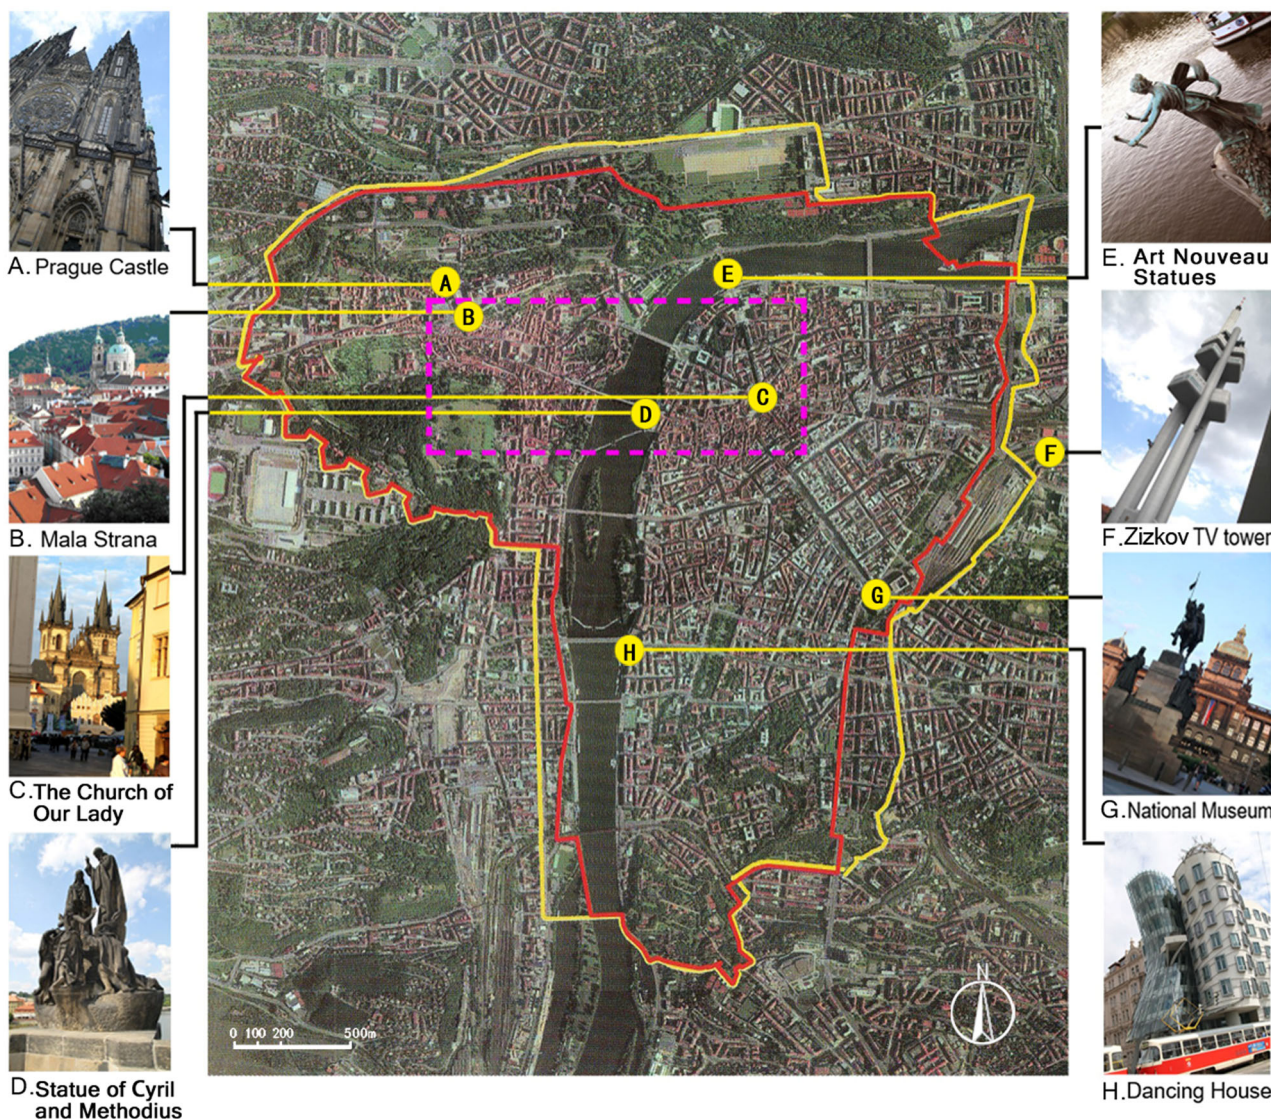 A. Prague Castle
B. Mala Strana
C. The Church of
Our Lady
D. Statue of Cyril
and Methodius
A
B
C
D
E
F
G
H
N
0 100 200 500m
E. Art Nouveau
Statues
F. Zizkov TV tower
G. National Museum
H. Dancing House